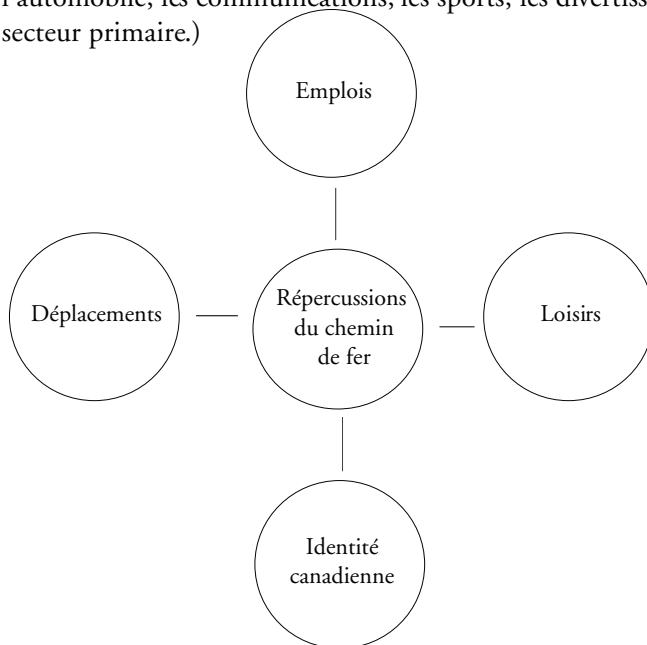 l'automobile, les communications, les sports, les divertiss
secteur primaire.)
Emplois
Déplacements
Répercussions
du chemin
de fer
Loisirs
Identité
canadienne